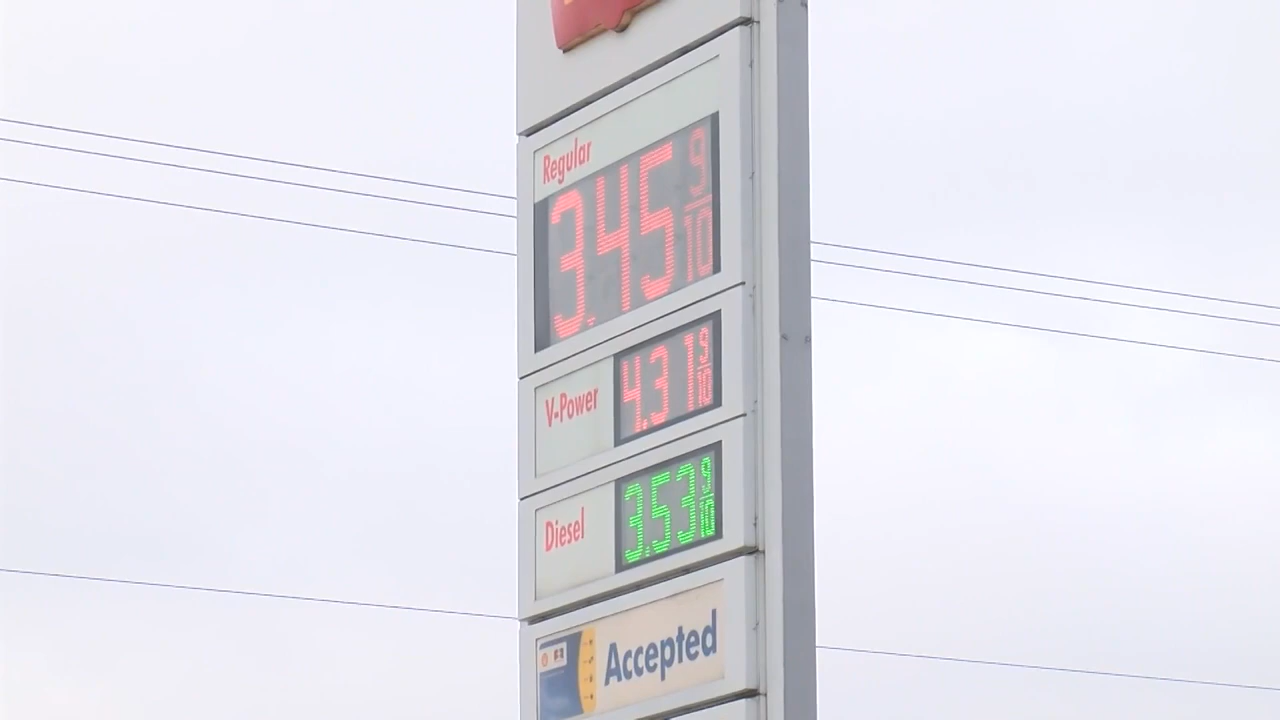 Regular
3.45 9/10
V-Power
4.31 9/10
Diesel
3.53 9/10
Accepted